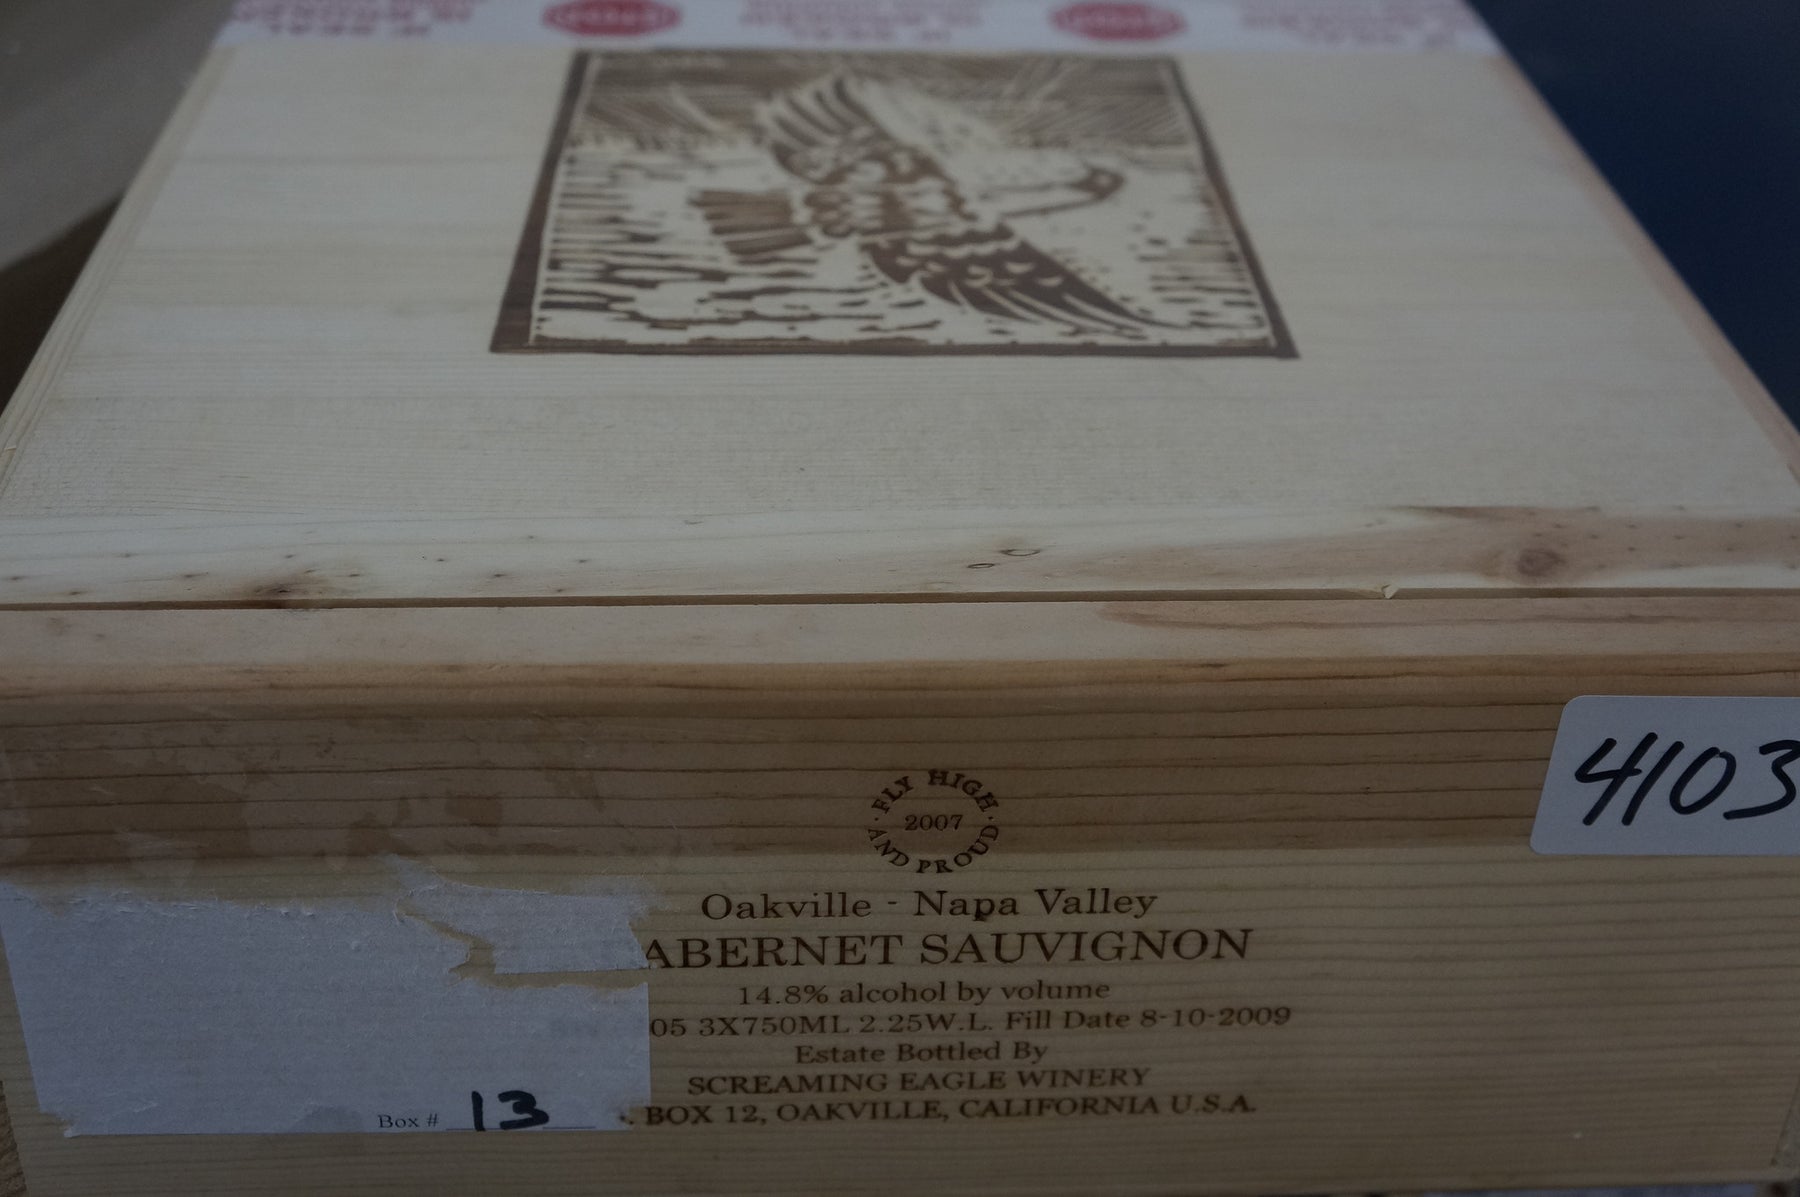 FLY HIGH
2007
AND PROUD
4103
Oakville - Napa Valley
ABERNET SAUVIGNON
14.8% alcohol by volume
05 3X750ML 2.25W.L. Fill Date 8-10-2009
Estate Bottled By
SCREAMING EAGLE WINERY
. BOX 12, OAKVILLE, CALIFORNIA U.S.A.
Box # 13